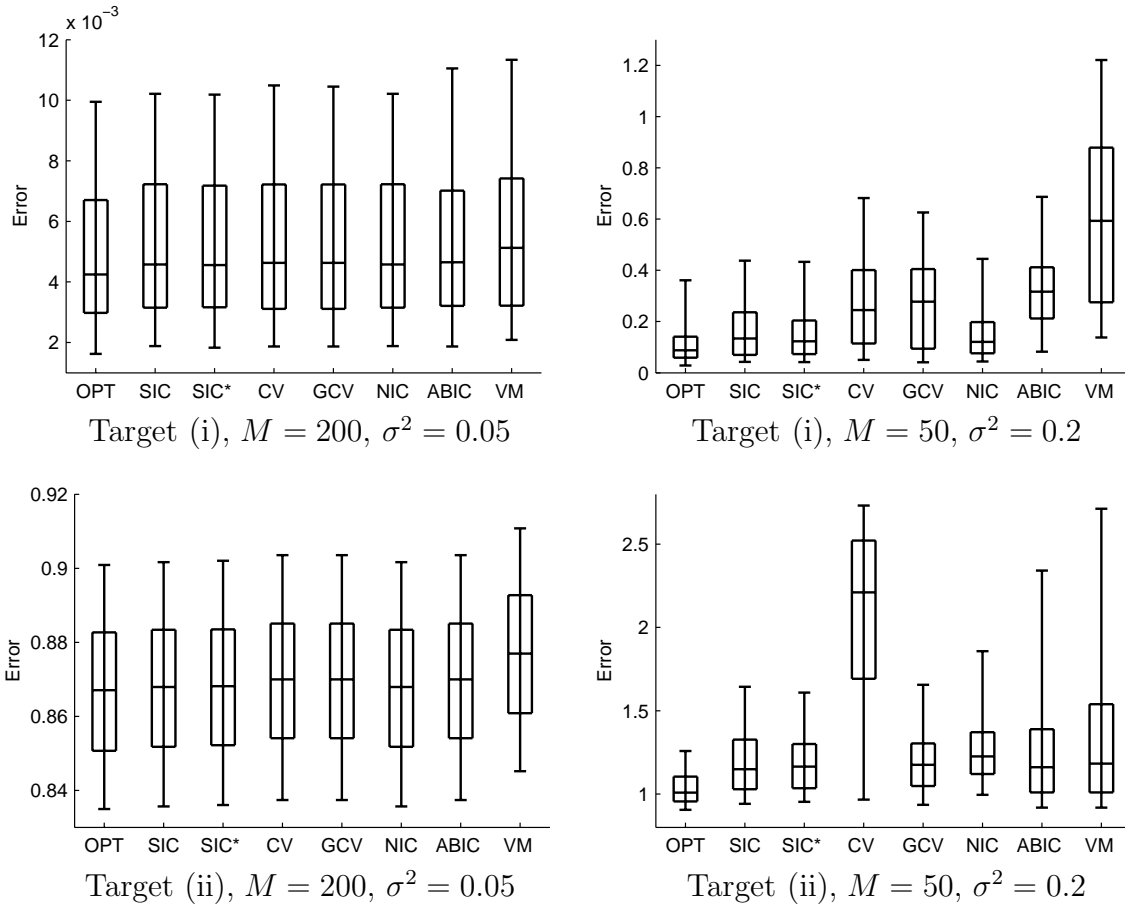 x 10⁻³
12
10
8
6
4
2
Error
OPT SIC SIC* CV GCV NIC ABIC VM
Target (i), M = 200, σ² = 0.05
1.2
1
0.8
0.6
0.4
0.2
0
Error
OPT SIC SIC* CV GCV NIC ABIC VM
Target (i), M = 50, σ² = 0.2
0.92
0.9
0.88
0.86
0.84
Error
OPT SIC SIC* CV GCV NIC ABIC VM
Target (ii), M = 200, σ² = 0.05
2.5
2
1.5
1
Error
OPT SIC SIC* CV GCV NIC ABIC VM
Target (ii), M = 50, σ² = 0.2